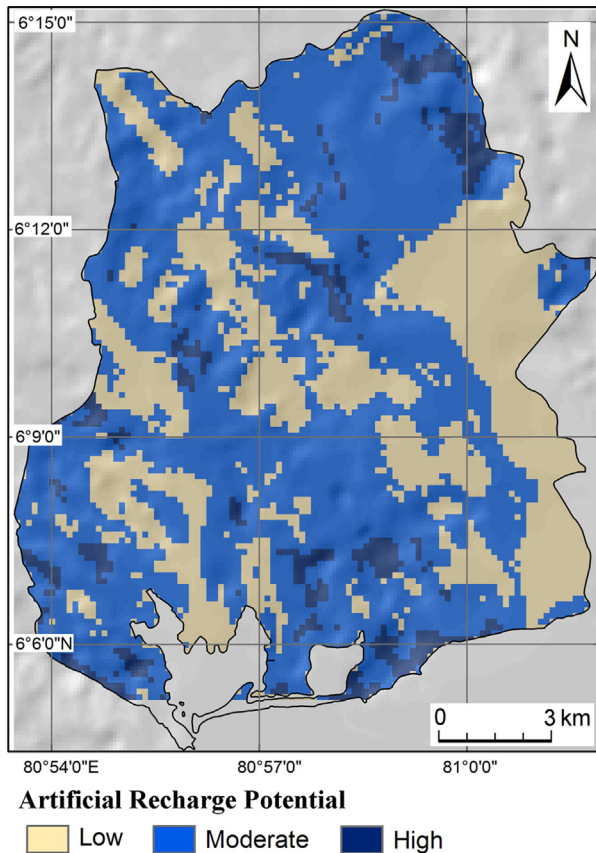 6°15'0"
N
6°12'0"
6°9'0"
6°6'0"N
0 3 km
80°54'0"E 80°57'0" 81°0'0"
Artificial Recharge Potential
Low Moderate High